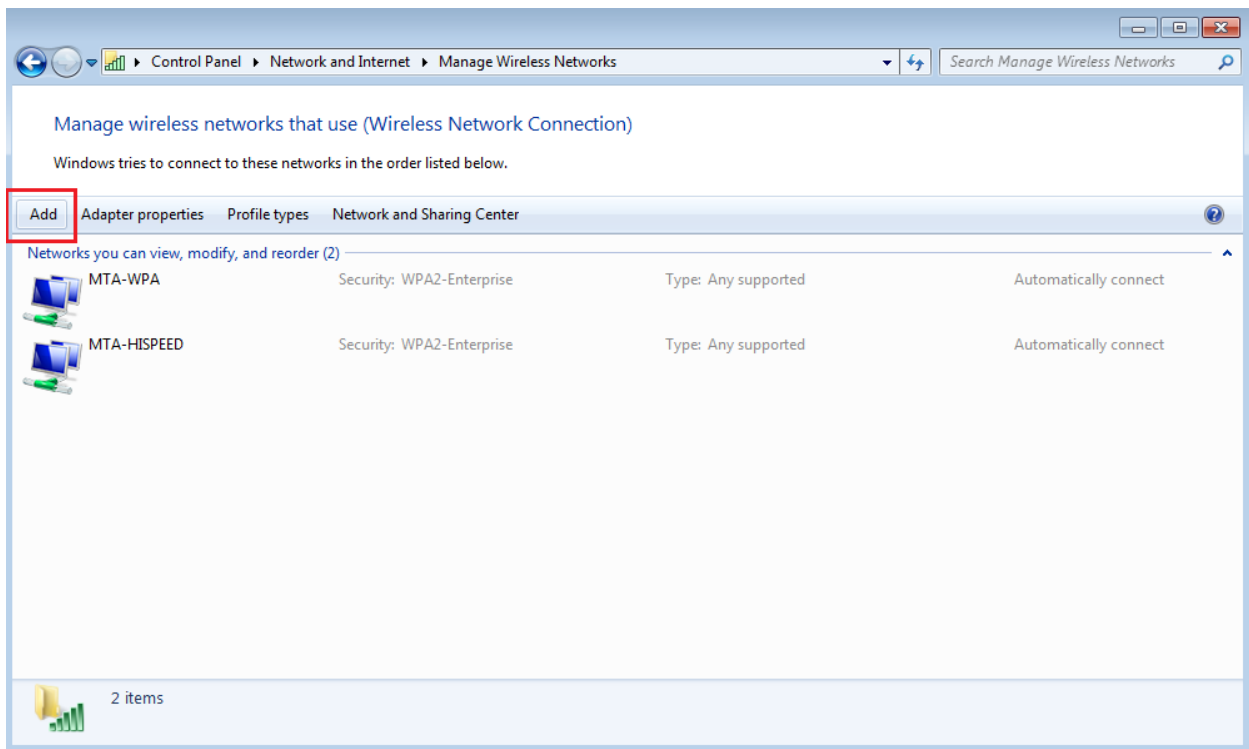 Control Panel Network and Internet Manage Wireless Networks Search Manage Wireless Networks
Manage wireless networks that use (Wireless Network Connection)
Windows tries to connect to these networks in the order listed below.
Add Adapter properties Profile types Network and Sharing Center
Networks you can view, modify, and reorder (2)
MTA-WPA Security: WPA2-Enterprise Type: Any supported Automatically connect
MTA-HISPEED Security: WPA2-Enterprise Type: Any supported Automatically connect
2 items